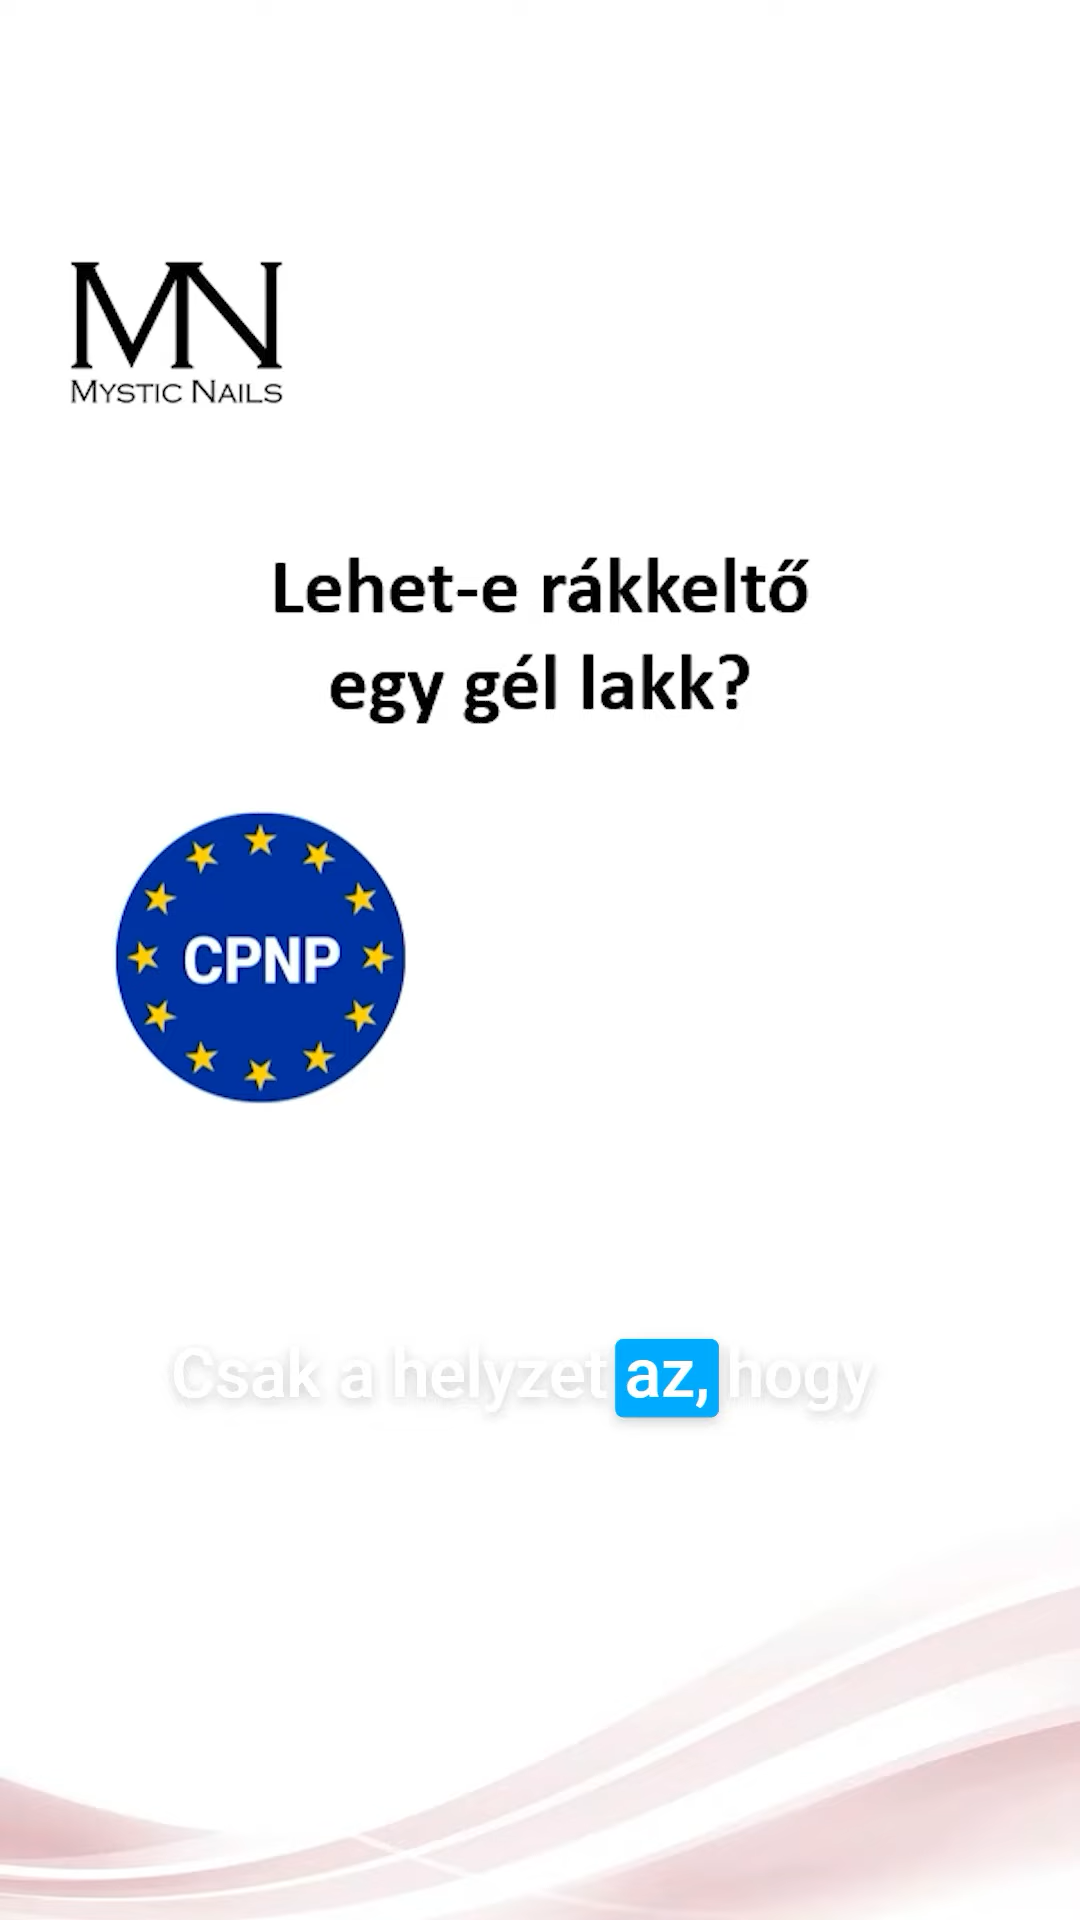 MN
MYSTIC NAILS
Lehet-e rákkeltő
egy gél lakk?
CPNP
Csak a helyzet az, hogy